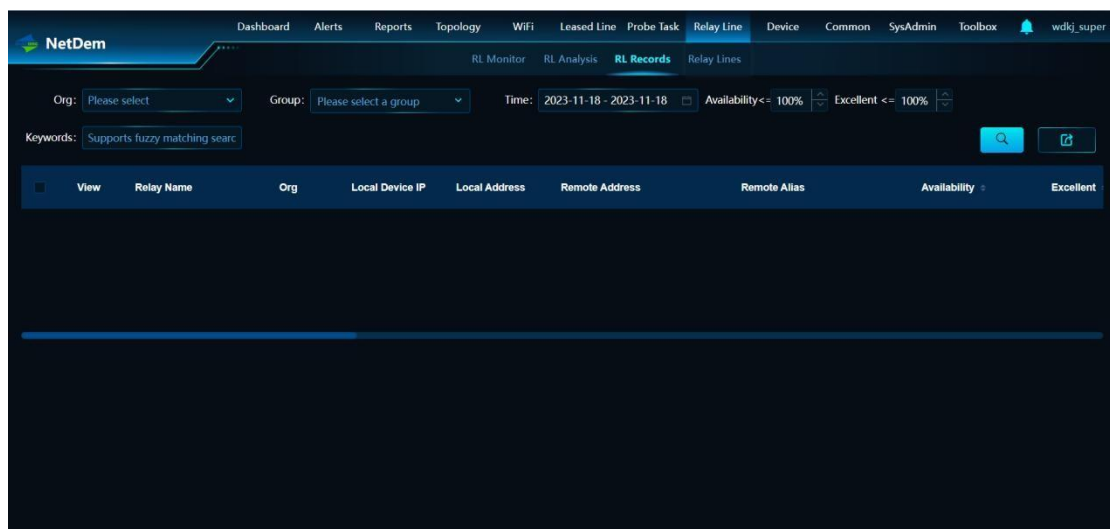 NetDem
Dashboard Alerts Reports Topology WiFi Leased Line Probe Task Relay Line Device Common SysAdmin Toolbox wdkj_super
RL Monitor RL Analysis RL Records Relay Lines
Org: Please select Group: Please select a group Time: 2023-11-18 - 2023-11-18 Availability<= 100% Excellent <= 100%
Keywords: Supports fuzzy matching searc
View Relay Name Org Local Device IP Local Address Remote Address Remote Alias Availability Excellent